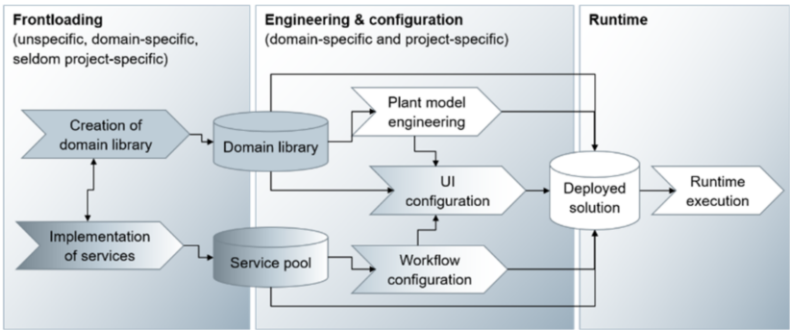 Frontloading
(unspecific, domain-specific,
seldom project-specific)
Engineering & configuration
(domain-specific and project-specific)
Runtime
Creation of
domain library
Domain library
Plant model
engineering
UI
configuration
Deployed
solution
Runtime
execution
Implementation
of services
Service pool
Workflow
configuration